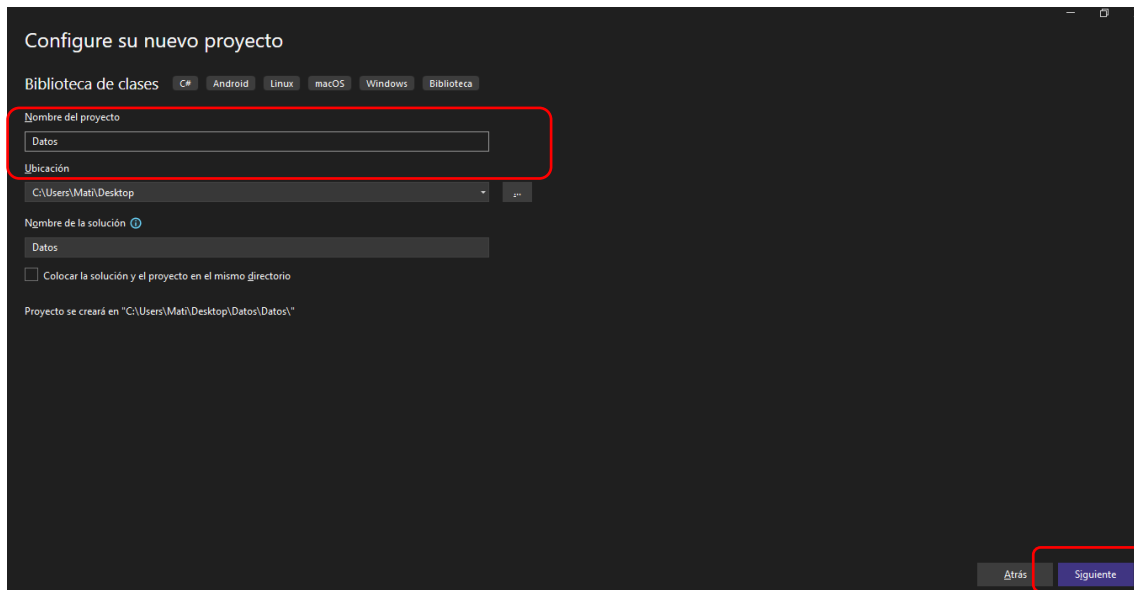 Configure su nuevo proyecto
Biblioteca de clases C# Android Linux macOS Windows Biblioteca
Nombre del proyecto
Datos
Ubicación
C:\Users\Mati\Desktop
...
Nombre de la solución
Datos
Colocar la solución y el proyecto en el mismo directorio
Proyecto se creará en "C:\Users\Mati\Desktop\Datos\Datos\"
Atrás Siguiente